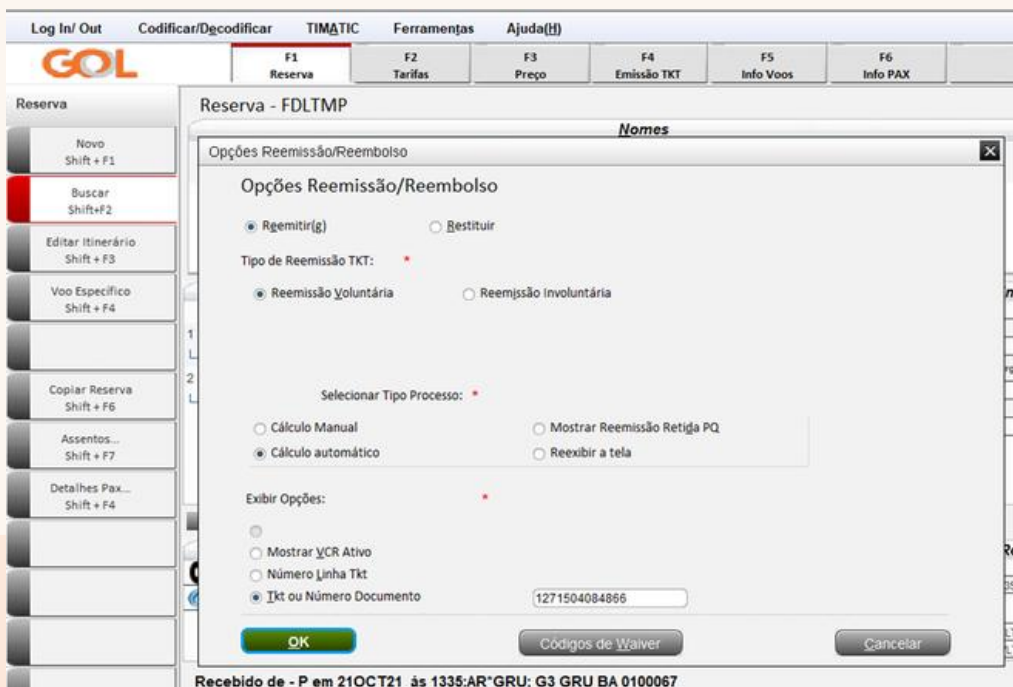 Log In/ Out Codificar/Decodificar TIMATIC Ferramentas Ajuda(H)
GOL
F1 F2 F3 F4 F5 F6
Reserva Tarifas Preço Emissão TKT Info Voos Info PAX
Reserva
Reserva - FDLTMP
Nomes
Novo
Shift + F1
Buscar
Shift+F2
Editar Itinerário
Shift + F3
Voo Específico
Shift + F4
Copiar Reserva
Shift + F6
Assentos...
Shift + F7
Detalhes Pax...
Shift + F4
1
2
Opções Reemissão/Reembolso
Opções Reemissão/Reembolso
Reemitir(g) Restituir
Tipo de Reemissão TKT: *
Reemissão Voluntária Reemissão Involuntária
Selecionar Tipo Processo: *
Cálculo Manual Mostrar Reemissão Retida PQ
Cálculo automático Reexibir a tela
Exibir Opções: *
Mostrar VCR Ativo
Número Linha Tkt
Tkt ou Número Documento 1271504084866
OK Códigos de Waiver Cancelar
Recebido de - P em 21OCT21 ás 1335:AR*GRU: G3 GRU BA 0100067